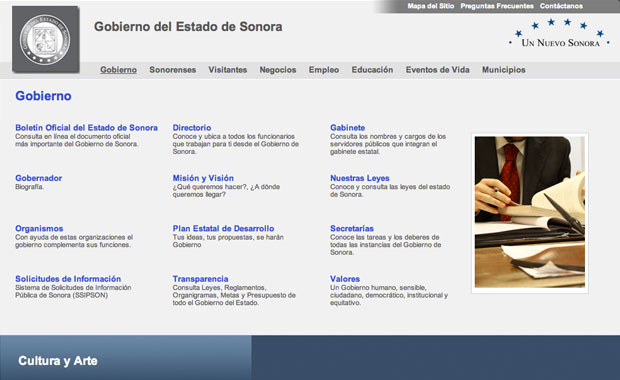 Mapa del Sitio Preguntas Frecuentes Contáctanos
Gobierno del Estado de Sonora
UN NUEVO SONORA
Gobierno Sonorenses Visitantes Negocios Empleo Educación Eventos de Vida Municipios
Gobierno
Boletín Oficial del Estado de Sonora
Consulta en línea el documento oficial
más importante del Gobierno de Sonora.
Directorio
Conoce y ubica a todos los funcionarios
que trabajan para ti desde el Gobierno de
Sonora.
Gabinete
Consulta los nombres y cargos de los
servidores públicos que integran el
gabinete estatal.
Gobernador
Biografía.
Misión y Visión
¿Qué queremos hacer?, ¿A dónde
queremos llegar?
Nuestras Leyes
Conoce y consulta las leyes del estado
de Sonora.
Organismos
Con ayuda de estas organizaciones el
gobierno complementa sus funciones.
Plan Estatal de Desarrollo
Tus ideas, tus propuestas, se harán
Gobierno
Secretarías
Conoce las tareas y los deberes de
todas las instancias del Gobierno de
Sonora.
Solicitudes de Información
Sistema de Solicitudes de Información
Pública de Sonora (SSIPSON)
Transparencia
Consulta Leyes, Reglamentos,
Organigramas, Metas y Presupuesto de
todo el Gobierno del Estado.
Valores
Un Gobierno humano, sensible,
ciudadano, democrático, institucional y
equitativo.
Cultura y Arte